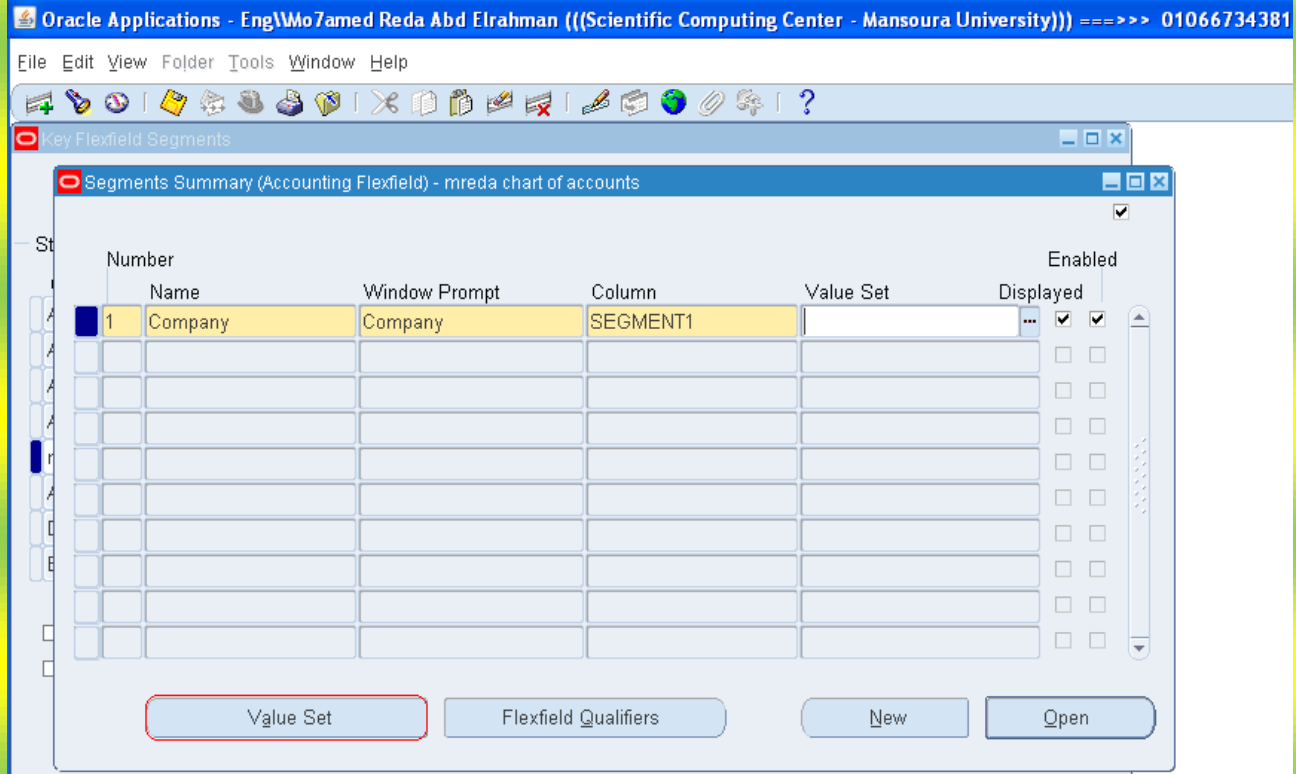 Oracle Applications - Eng\\Mo7amed Reda Abd Elrahman (((Scientific Computing Center - Mansoura University))) ===>>> 01066734381
File Edit View Folder Tools Window Help
Key Flexfield Segments
Segments Summary (Accounting Flexfield) - mreda chart of accounts
St
Number Enabled
Name Window Prompt Column Value Set Displayed
A 1 Company Company SEGMENT1 ...
A
A
A
r
A
D
E
Value Set Flexfield Qualifiers New Open